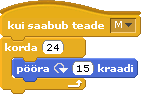 kui saabub teade M
korda 24
pööra 15 kraadi